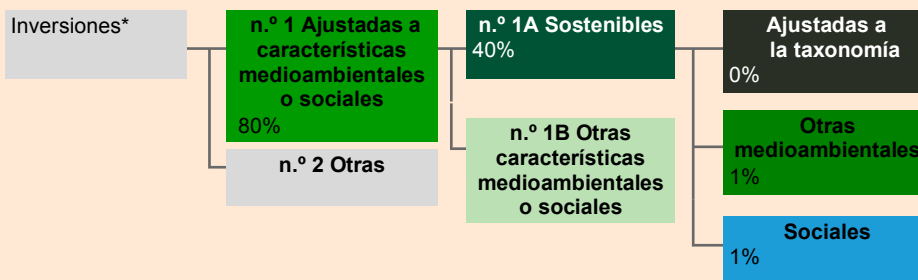 Inversiones*
n.º 1 Ajustadas a
características
medioambientales
o sociales
80%
n.º 2 Otras
n.º 1A Sostenibles
40%
n.º 1B Otras
características
medioambientales
o sociales
Ajustadas a
la taxonomía
0%
Otras
medioambientales
1%
Sociales
1%